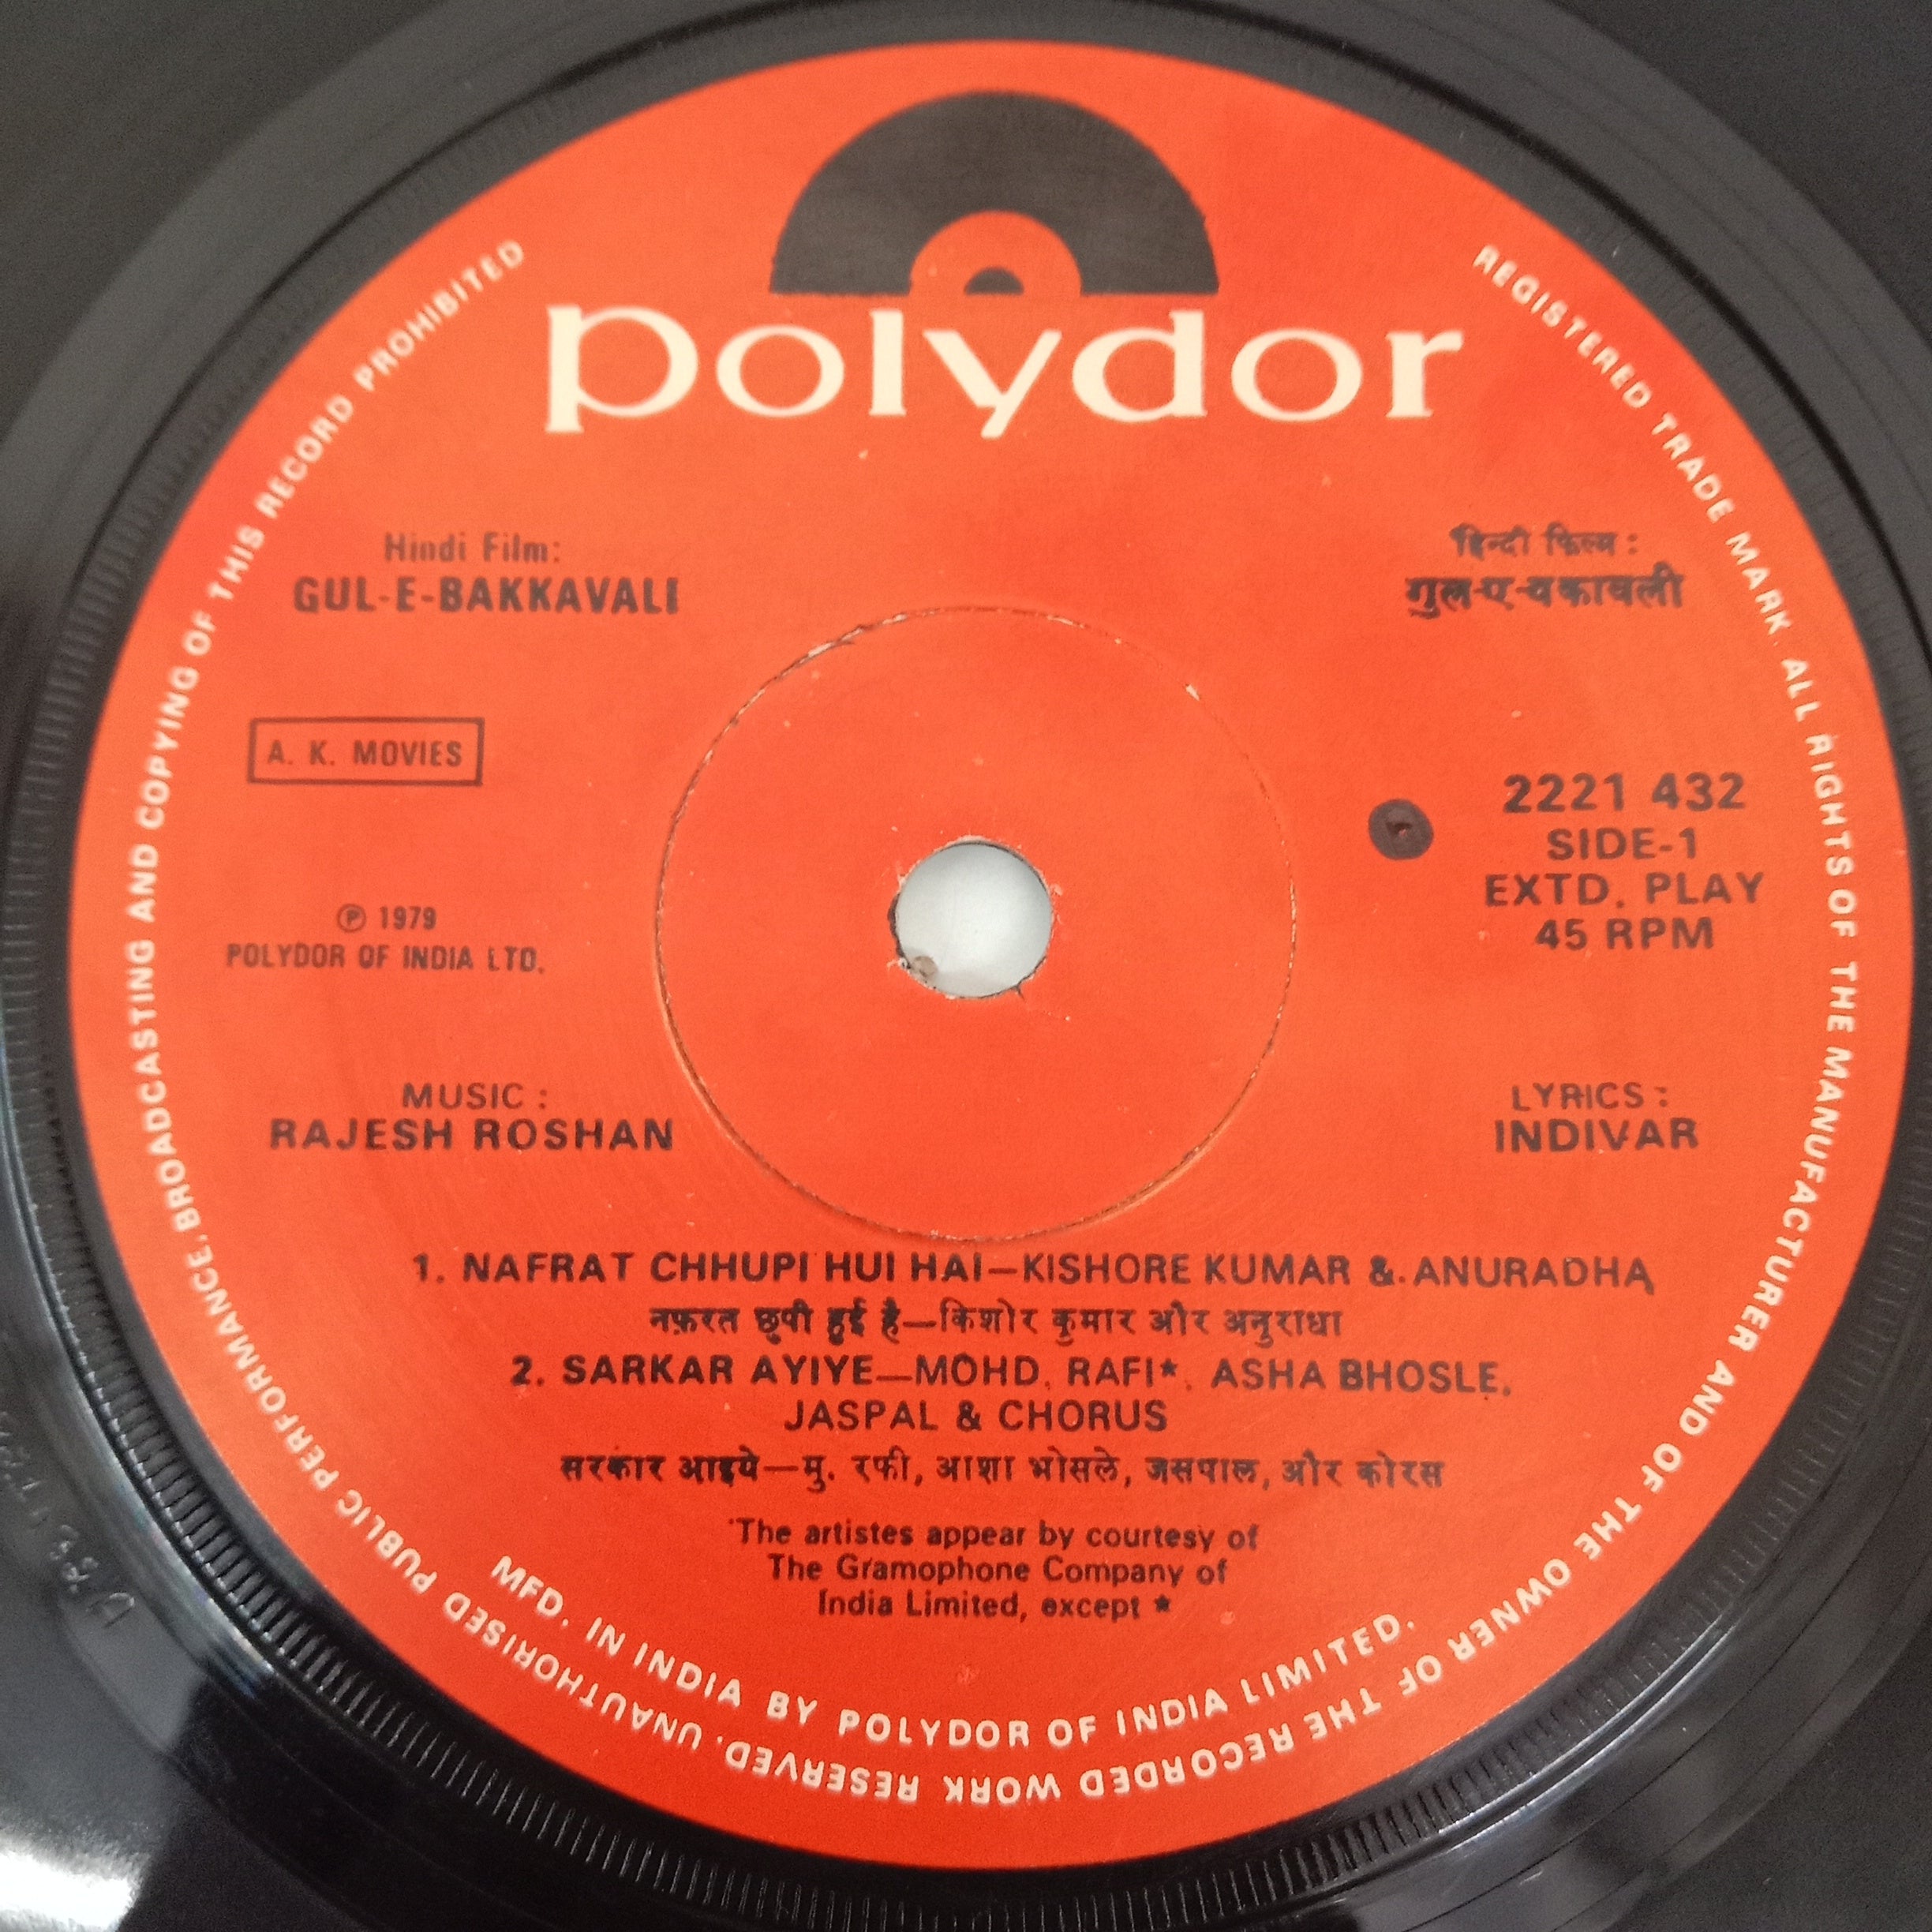 polydor
Hindi Film:
GUL-E-BAKKAVALI
हिन्दी फिल्म :
गुल-ए-बकावली
A. K. MOVIES
2221 432
SIDE-1
EXTD. PLAY
45 RPM
℗ 1979
POLYDOR OF INDIA LTD.
MUSIC :
RAJESH ROSHAN
LYRICS :
INDIVAR
1. NAFRAT CHHUPI HUI HAI—KISHORE KUMAR & ANURADHA
नफ़रत छुपी हुई है—किशोर कुमार और अनुराधा
2. SARKAR AYIYE—MOHD. RAFI*, ASHA BHOSLE,
JASPAL & CHORUS
सरकार आइये—मु. रफी, आशा भोसले, जसपाल, और कोरस
The artistes appear by courtesy of
The Gramophone Company of
India Limited, except *
MFD. IN INDIA BY POLYDOR OF INDIA LIMITED.
REGISTERED TRADE MARK. ALL RIGHTS OF THE MANUFACTURER AND OF THE OWNER OF THE RECORDED WORK RESERVED. UNAUTHORISED PUBLIC PERFORMANCE, BROADCASTING AND COPYING OF THIS RECORD PROHIBITED